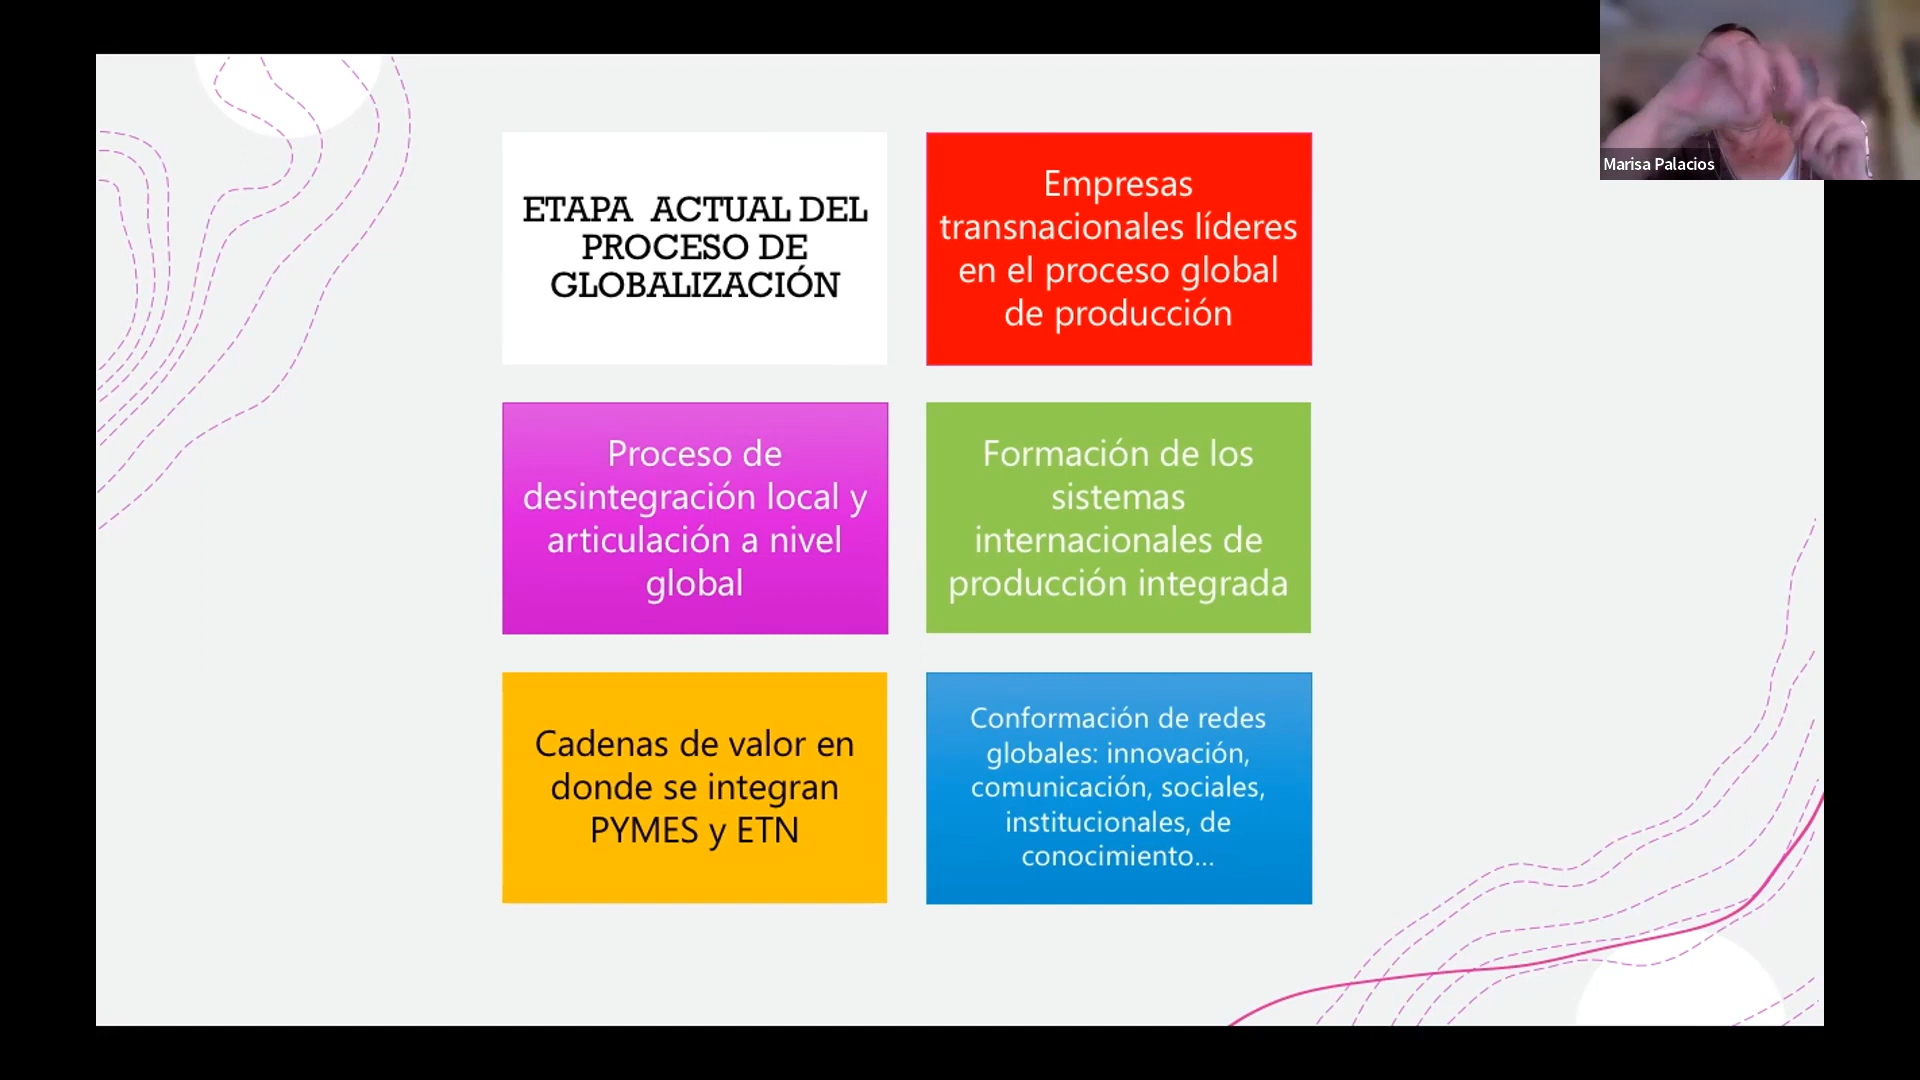 ETAPA ACTUAL DEL
PROCESO DE
GLOBALIZACIÓN
Empresas
transnacionales líderes
en el proceso global
de producción
Proceso de
desintegración local y
articulación a nivel
global
Formación de los
sistemas
internacionales de
producción integrada
Cadenas de valor en
donde se integran
PYMES y ETN
Conformación de redes
globales: innovación,
comunicación, sociales,
institucionales, de
conocimiento...
Marisa Palacios